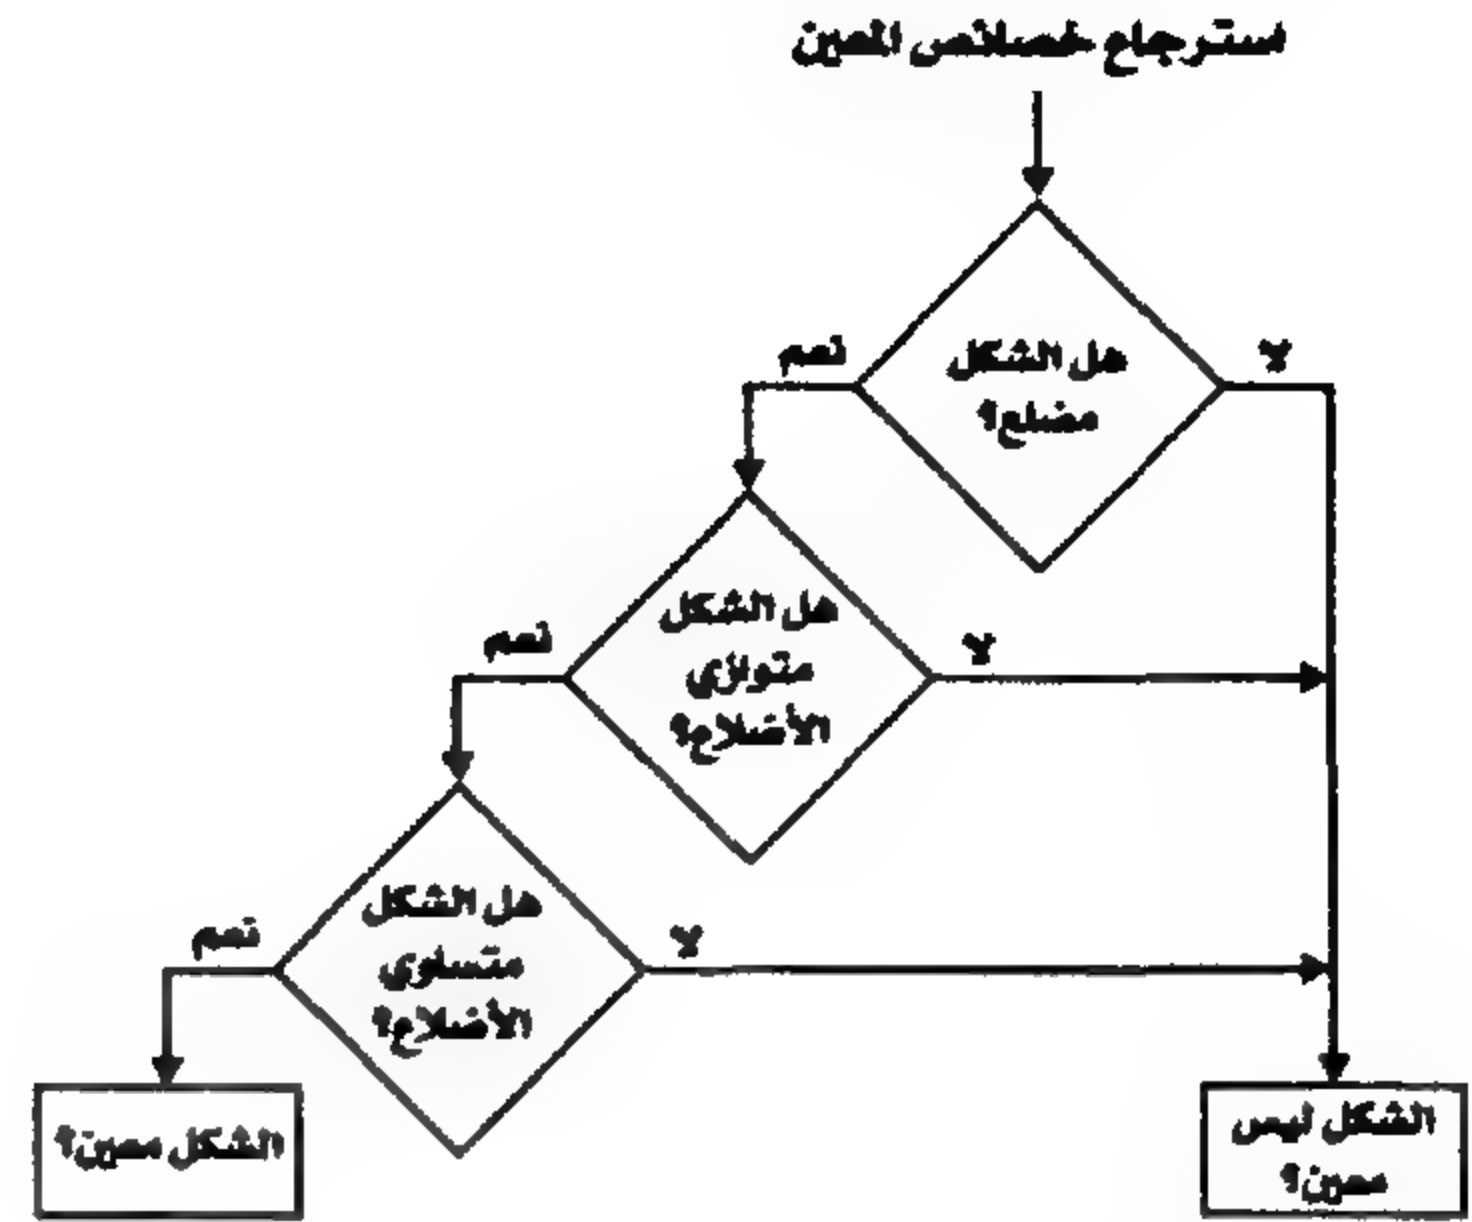 استرجاع خصائص المعين
هل الشكل
مضلع؟
لا
نعم
هل الشكل
متوازي
الأضلاع؟
لا
نعم
هل الشكل
متساوي
الأضلاع؟
لا
نعم
الشكل ليس
معين؟
الشكل معين؟